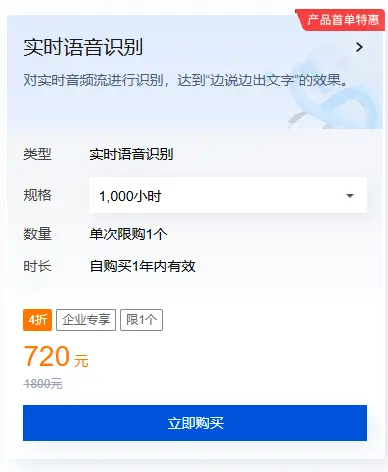 产品首单特惠
实时语音识别
对实时音频流进行识别，达到“边说边出文字”的效果。
类型 实时语音识别
规格 1,000小时
数量 单次限购1个
时长 自购买1年内有效
4折 企业专享 限1个
720 元
1800元
立即购买